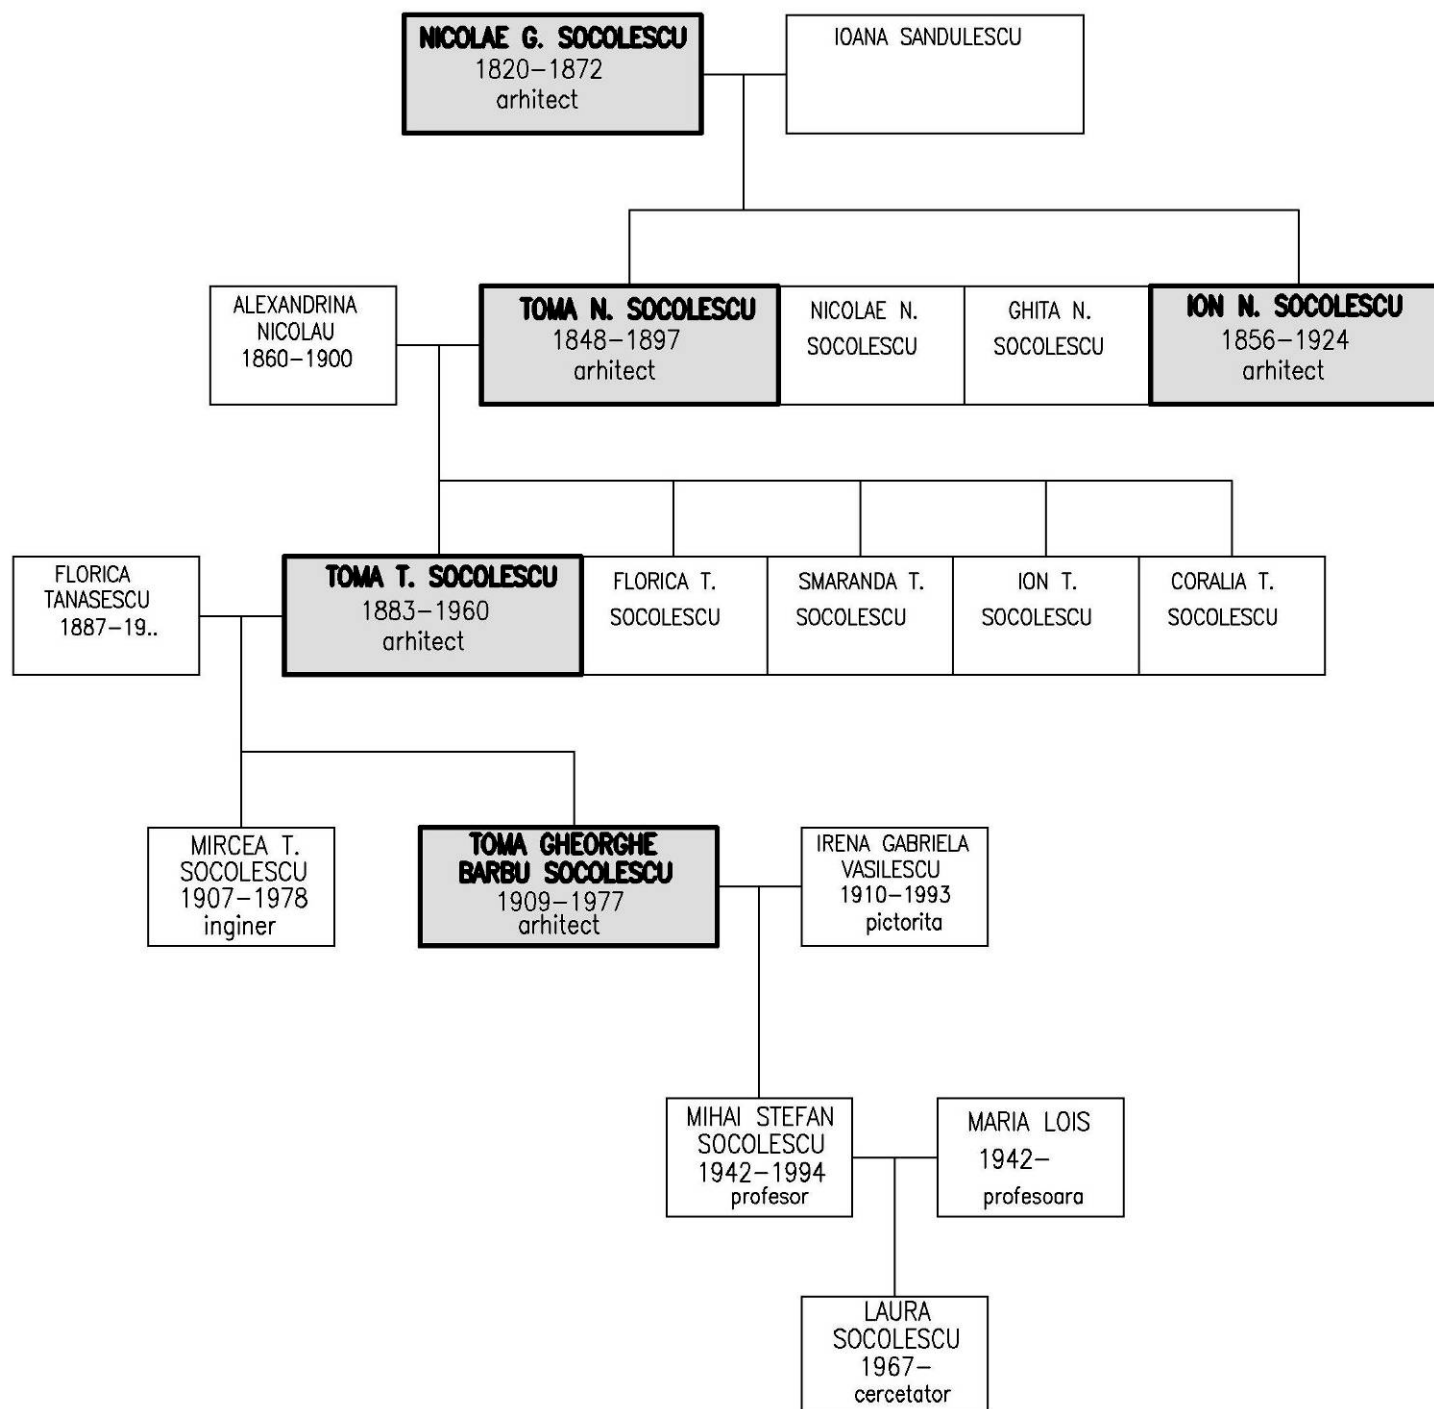 NICOLAE G. SOCOLESCU
1820-1872
arhitect
IOANA SANDULESCU
ALEXANDRINA
NICOLAU
1860-1900
TOMA N. SOCOLESCU
1848-1897
arhitect
NICOLAE N.
SOCOLESCU
GHITA N.
SOCOLESCU
ION N. SOCOLESCU
1856-1924
arhitect
FLORICA
TANASESCU
1887-19..
TOMA T. SOCOLESCU
1883-1960
arhitect
FLORICA T.
SOCOLESCU
SMARANDA T.
SOCOLESCU
ION T.
SOCOLESCU
CORALIA T.
SOCOLESCU
MIRCEA T.
SOCOLESCU
1907-1978
inginer
TOMA GHEORGHE
BARBU SOCOLESCU
1909-1977
arhitect
IRENA GABRIELA
VASILESCU
1910-1993
pictorita
MIHAI STEFAN
SOCOLESCU
1942-1994
profesor
MARIA LOIS
1942-
profesoara
LAURA
SOCOLESCU
1967-
cercetator